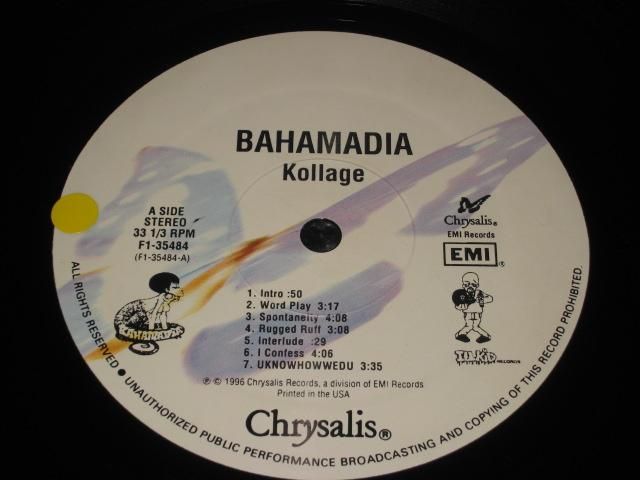 BAHAMADIA
Kollage
A SIDE
STEREO
33 1/3 RPM
F1-35484
(F1-35484-A)
Chrysalis®
EMI Records
EMI®
BAHAMADIA
1. Intro :50
2. Word Play 3:17
3. Spontaneity 4:08
4. Rugged Ruff 3:08
5. Interlude :29
6. I Confess 4:06
7. UKNOWHOWWEDU 3:35
RECORDS
℗ © 1996 Chrysalis Records, a division of EMI Records
Printed in the USA
Chrysalis®
ALL RIGHTS RESERVED ● UNAUTHORIZED PUBLIC PERFORMANCE BROADCASTING AND COPYING OF THIS RECORD PROHIBITED.